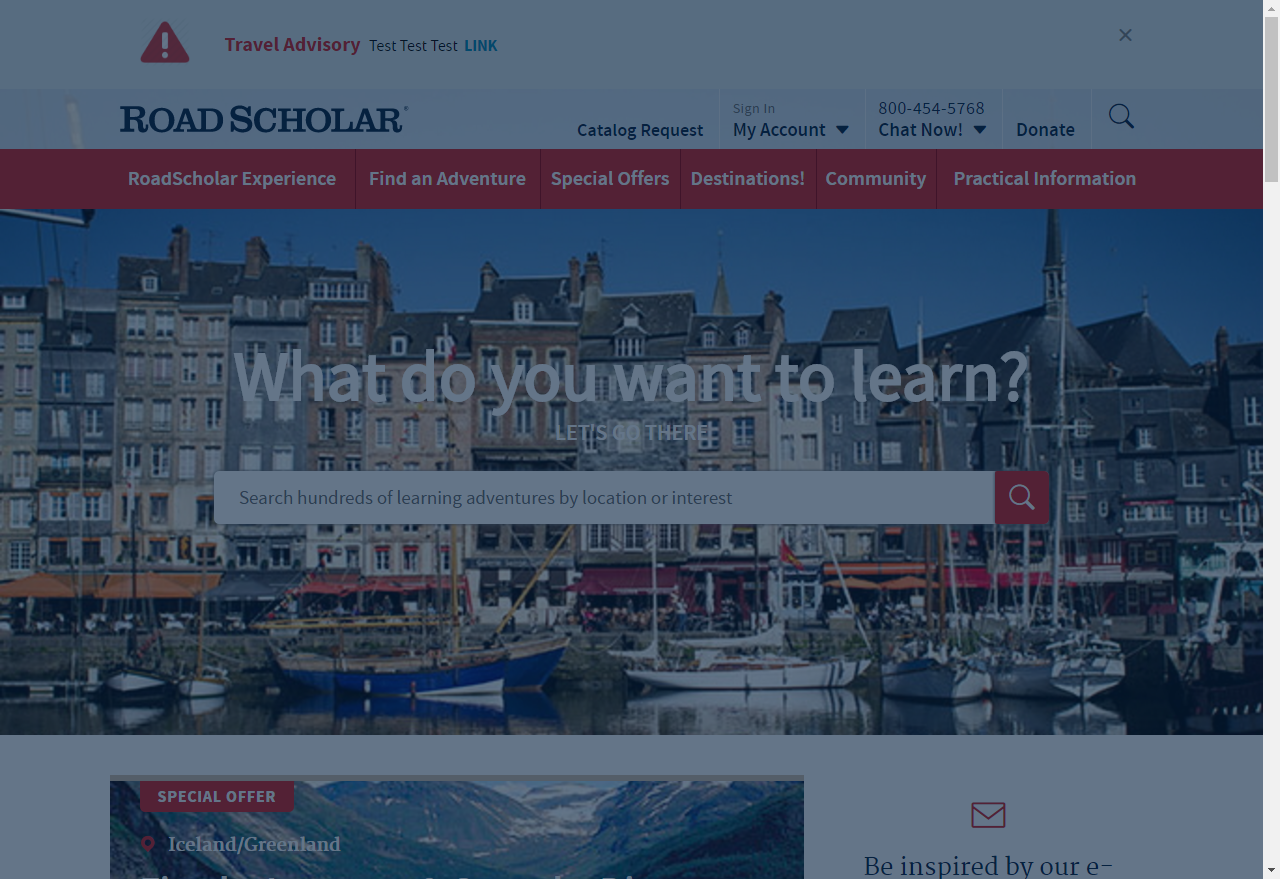 Travel Advisory Test Test Test LINK
ROAD SCHOLAR®
Catalog Request
Sign In
My Account
800-454-5768
Chat Now!
Donate
RoadScholar Experience
Find an Adventure
Special Offers
Destinations!
Community
Practical Information
What do you want to learn?
LET'S GO THERE.
Search hundreds of learning adventures by location or interest
SPECIAL OFFER
Iceland/Greenland
Be inspired by our e-